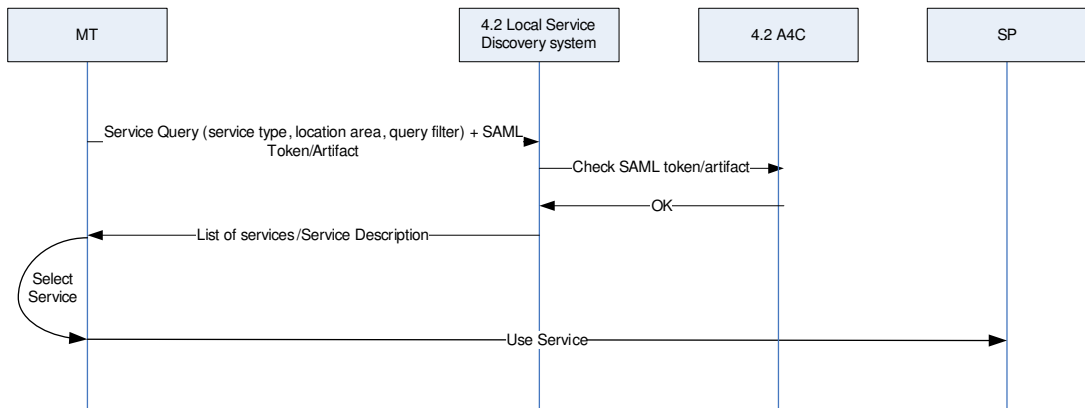 MT
4.2 Local Service
Discovery system
4.2 A4C
SP
Service Query (service type, location area, query filter) + SAML
Token/Artifact
Check SAML token/artifact
OK
List of services/Service Description
Select
Service
Use Service